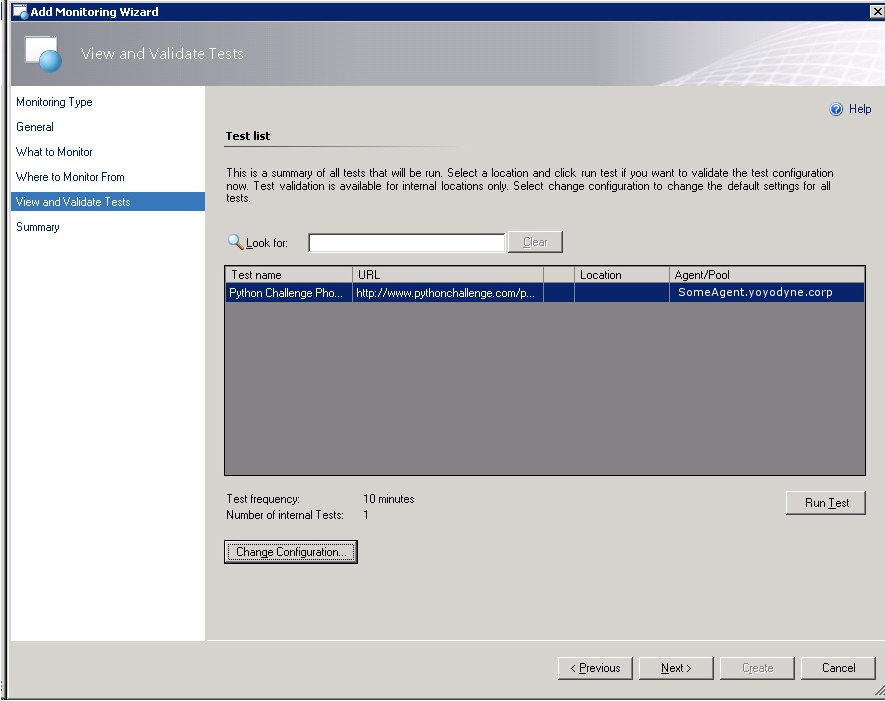 Add Monitoring Wizard
View and Validate Tests
Monitoring Type
General
What to Monitor
Where to Monitor From
View and Validate Tests
Summary
Help
Test list
This is a summary of all tests that will be run. Select a location and click run test if you want to validate the test configuration
now. Test validation is available for internal locations only. Select change configuration to change the default settings for all
tests.
Look for:
Clear
Test name URL Location Agent/Pool
Python Challenge Pho... http://www.pythonchallenge.com/p... SomeAgent.yoyodyne.corp
Test frequency: 10 minutes
Number of internal Tests: 1
Run Test
Change Configuration...
< Previous Next > Create Cancel